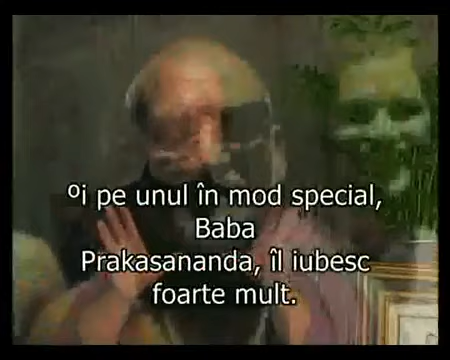 ºi pe unul în mod special,
Baba
Prakasananda, îl iubesc
foarte mult.